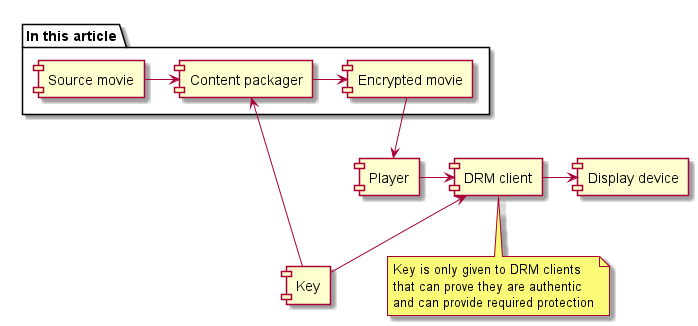 In this article
Source movie
Content packager
Encrypted movie
Player
DRM client
Display device
Key
Key is only given to DRM clients
that can prove they are authentic
and can provide required protection